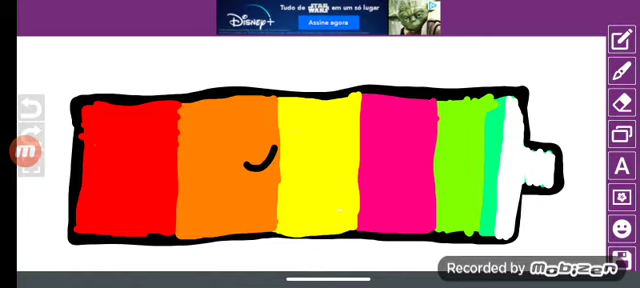 Tudo de STAR WARS em um só lugar
Disney+
Assine agora
A
Recorded by mobizen